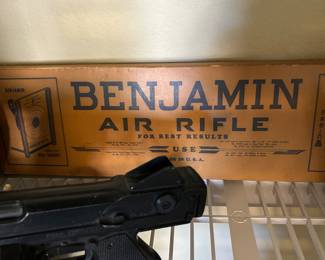 BENJAMIN
AIR RIFLE
FOR BEST RESULTS
USE
U.S.A.